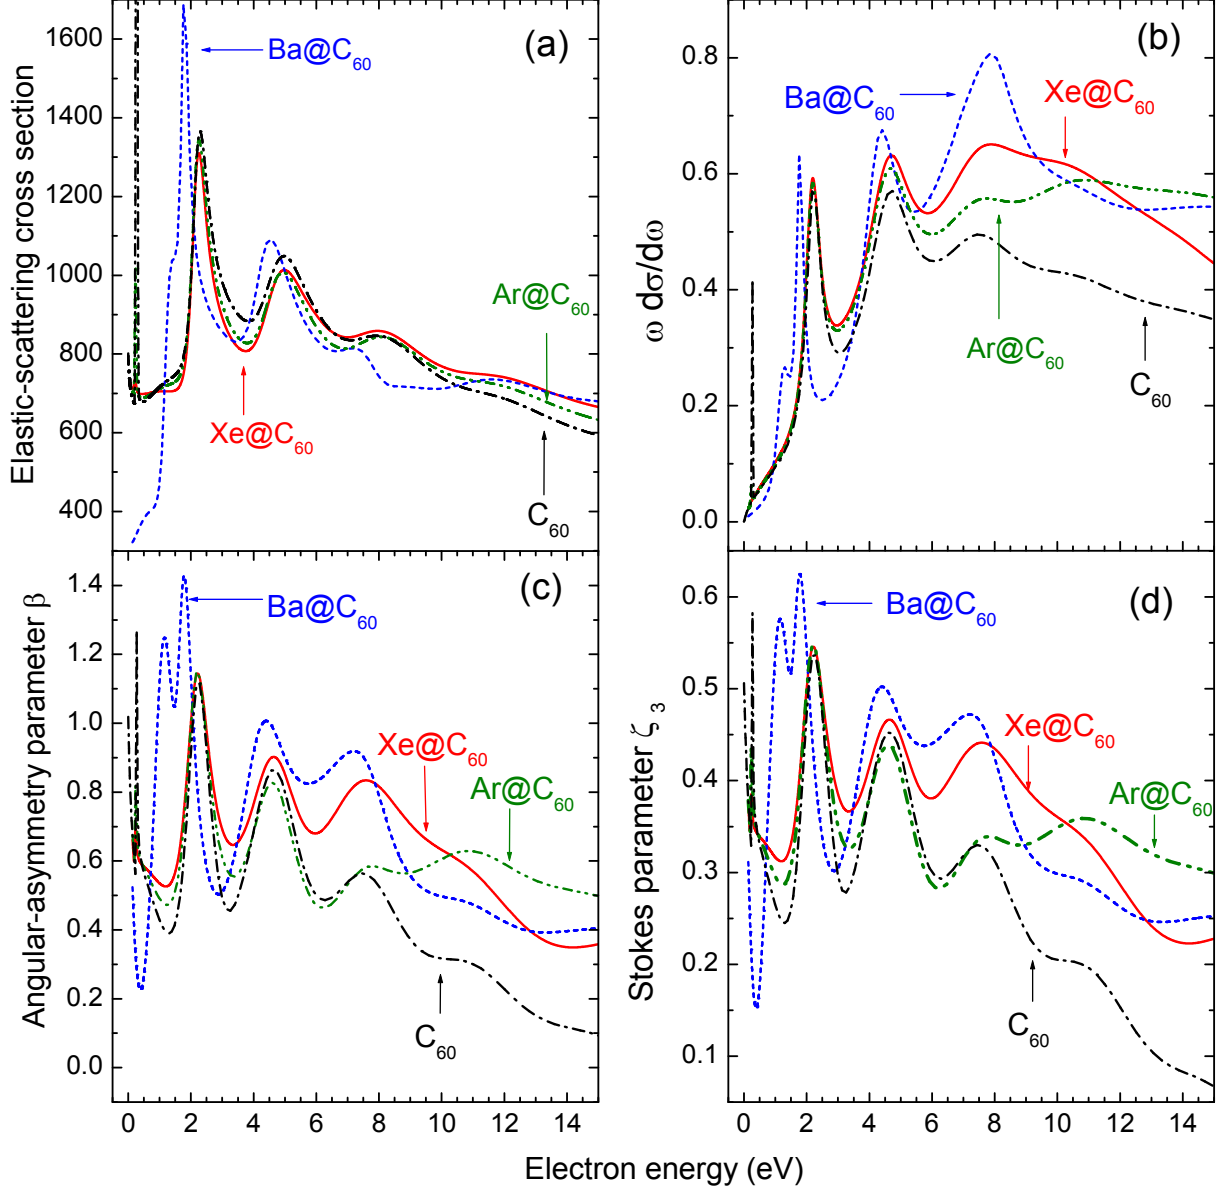 Elastic-scattering cross section
1600
1400
1200
1000
800
600
400
(a)
Ba@C₆₀
Ar@C₆₀
Xe@C₆₀
C₆₀
ω dσ/dω
0.8
0.6
0.4
0.2
0.0
(b)
Ba@C₆₀
Xe@C₆₀
Ar@C₆₀
C₆₀
Angular-asymmetry parameter β
1.4
1.2
1.0
0.8
0.6
0.4
0.2
0.0
(c)
Ba@C₆₀
Xe@C₆₀
Ar@C₆₀
C₆₀
0 2 4 6 8 10 12 14
Stokes parameter ζ₃
0.6
0.5
0.4
0.3
0.2
0.1
(d)
Ba@C₆₀
Xe@C₆₀
Ar@C₆₀
C₆₀
0 2 4 6 8 10 12 14
Electron energy (eV)